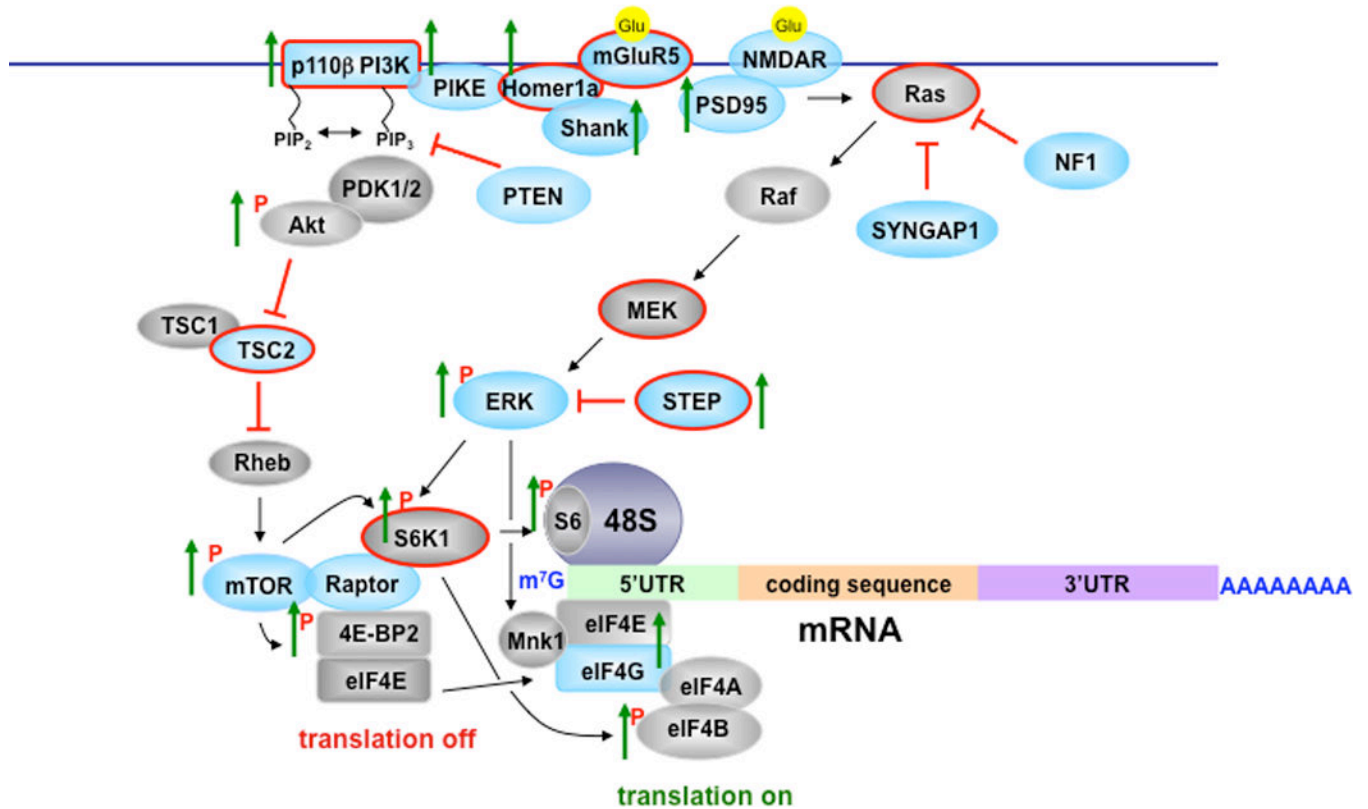 Glu
Glu
p110β PI3K
PIKE
Homer1a
mGluR5
NMDAR
PSD95
Shank
Ras
NF1
PIP2
PIP3
PDK1/2
PTEN
P
Akt
Raf
SYNGAP1
TSC1
TSC2
MEK
P
ERK
STEP
Rheb
P
S6K1
P
S6
48S
P
mTOR
Raptor
m7G
5'UTR
coding sequence
3'UTR
AAAAAAAA
mRNA
P
4E-BP2
eIF4E
Mnk1
eIF4E
eIF4G
eIF4A
P
eIF4B
translation off
translation on